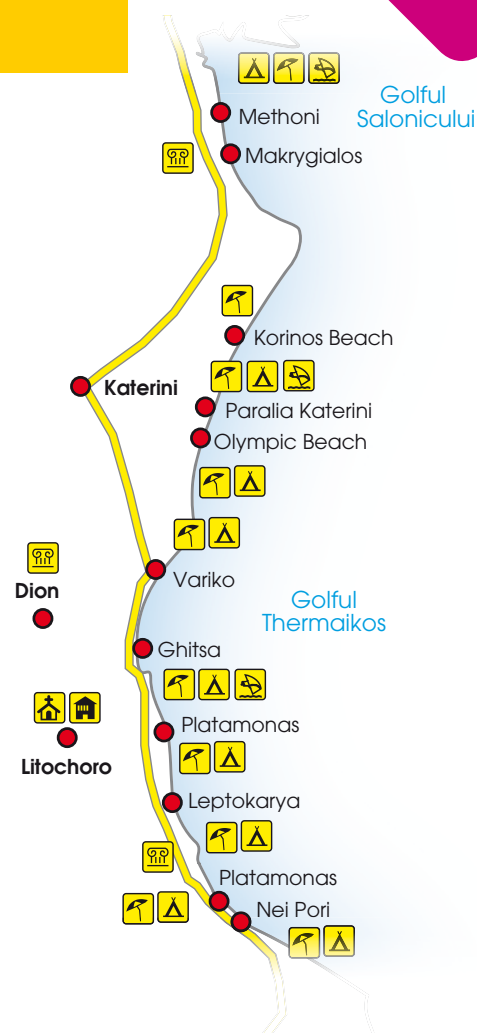 Golful
Salonicului
Methoni
Makrygialos
Korinos Beach
Katerini
Paralia Katerini
Olympic Beach
Variko
Dion
Golful
Thermaikos
Ghitsa
Platamonas
Litochoro
Leptokarya
Platamonas
Nei Pori